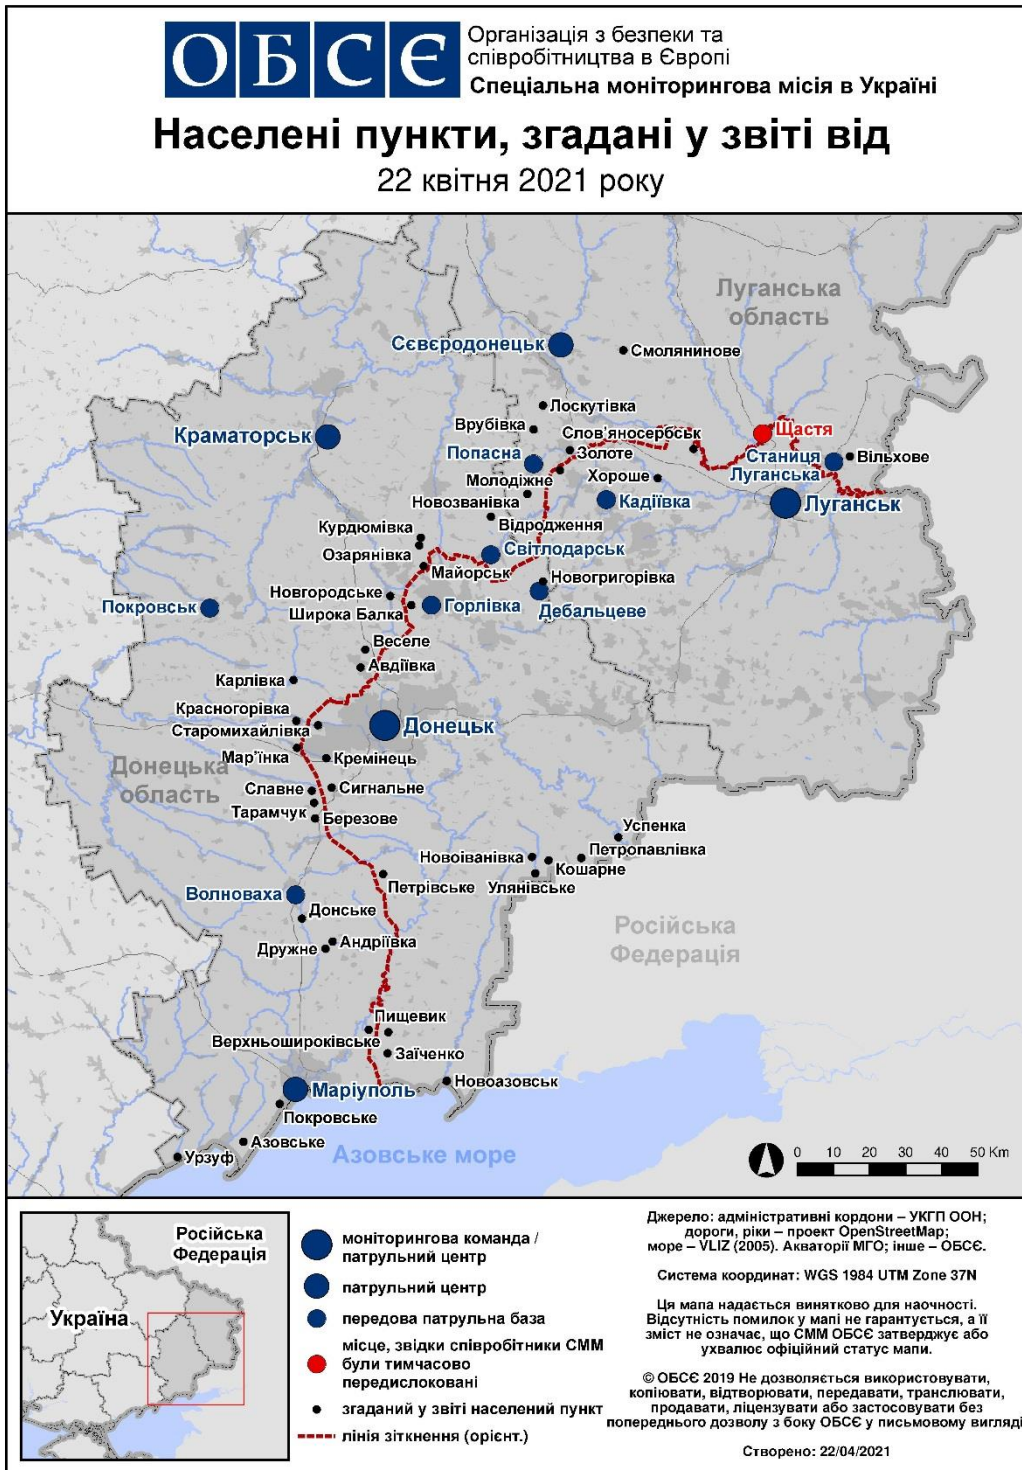 ОБСЄ
Організація з безпеки та
співробітництва в Європі
Спеціальна моніторингова місія в Україні
Населені пункти, згадані у звіті від
22 квітня 2021 року
Луганська
область
Сєвєродонецьк
Смолянинове
Лоскутівка
Врубівка
Слов'яносербськ
Щастя
Краматорськ
Попасна
Золоте
Станиця
Луганська
Вільхове
Молодіжне
Хороше
Новозванівка
Кадіївка
Луганськ
Курдюмівка
Відродження
Озарянівка
Світлодарськ
Майорськ
Новогригорівка
Новгородське
Покровськ
Широка Балка
Горлівка
Дебальцеве
Веселе
Авдіївка
Карлівка
Красногорівка
Старомихайлівка
Донецьк
Мар'їнка
Кремінець
Донецька
область
Славне
Сигнальне
Тарамчук
Березове
Успенка
Новоіванівка
Петропавлівка
Кошарне
Улянівське
Петрівське
Волноваха
Донське
Російська
Федерація
Андріївка
Дружне
Пищевик
Верхньошироківське
Заїченко
Новоазовськ
Маріуполь
Покровське
Азовське
Урзуф
Азовське море
0 10 20 30 40 50 Km
Російська
Федерація
Україна
моніторингова команда /
патрульний центр
патрульний центр
передова патрульна база
місце, звідки співробітники СММ
були тимчасово
передислоковані
згаданий у звіті населений пункт
лінія зіткнення (орієнт.)
Джерело: адміністративні кордони – УКГП ООН;
дороги, ріки – проект OpenStreetMap;
море – VLIZ (2005). Акваторії МГО; інше – ОБСЄ.
Система координат: WGS 1984 UTM Zone 37N
Ця мапа надається винятково для наочності.
Відсутність помилок у мапі не гарантується, а її
зміст не означає, що СММ ОБСЄ затверджує або
ухвалює офіційний статус мапи.
© ОБСЄ 2019 Не дозволяється використовувати,
копіювати, відтворювати, передавати, транслювати,
продавати, ліцензувати або застосовувати без
попереднього дозволу з боку ОБСЄ у письмовому вигляді
Створено: 22/04/2021